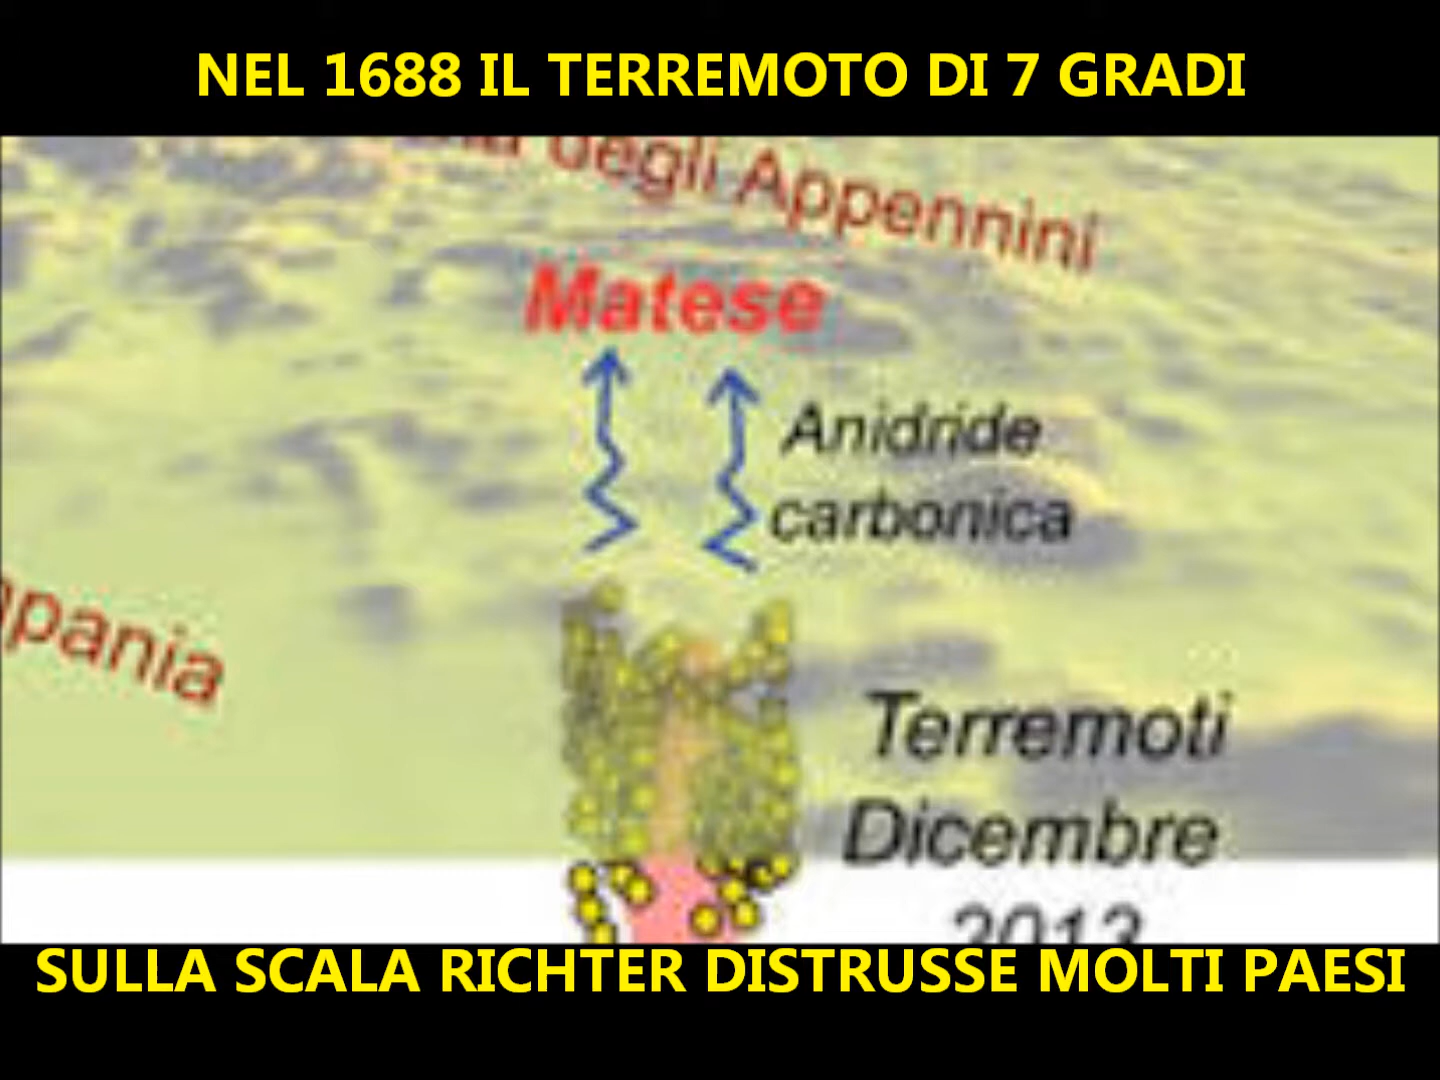 NEL 1688 IL TERREMOTO DI 7 GRADI
degli Appennini
Matese
Anidride
carbonica
pania
Terremoti
Dicembre
2013
SULLA SCALA RICHTER DISTRUSSE MOLTI PAESI